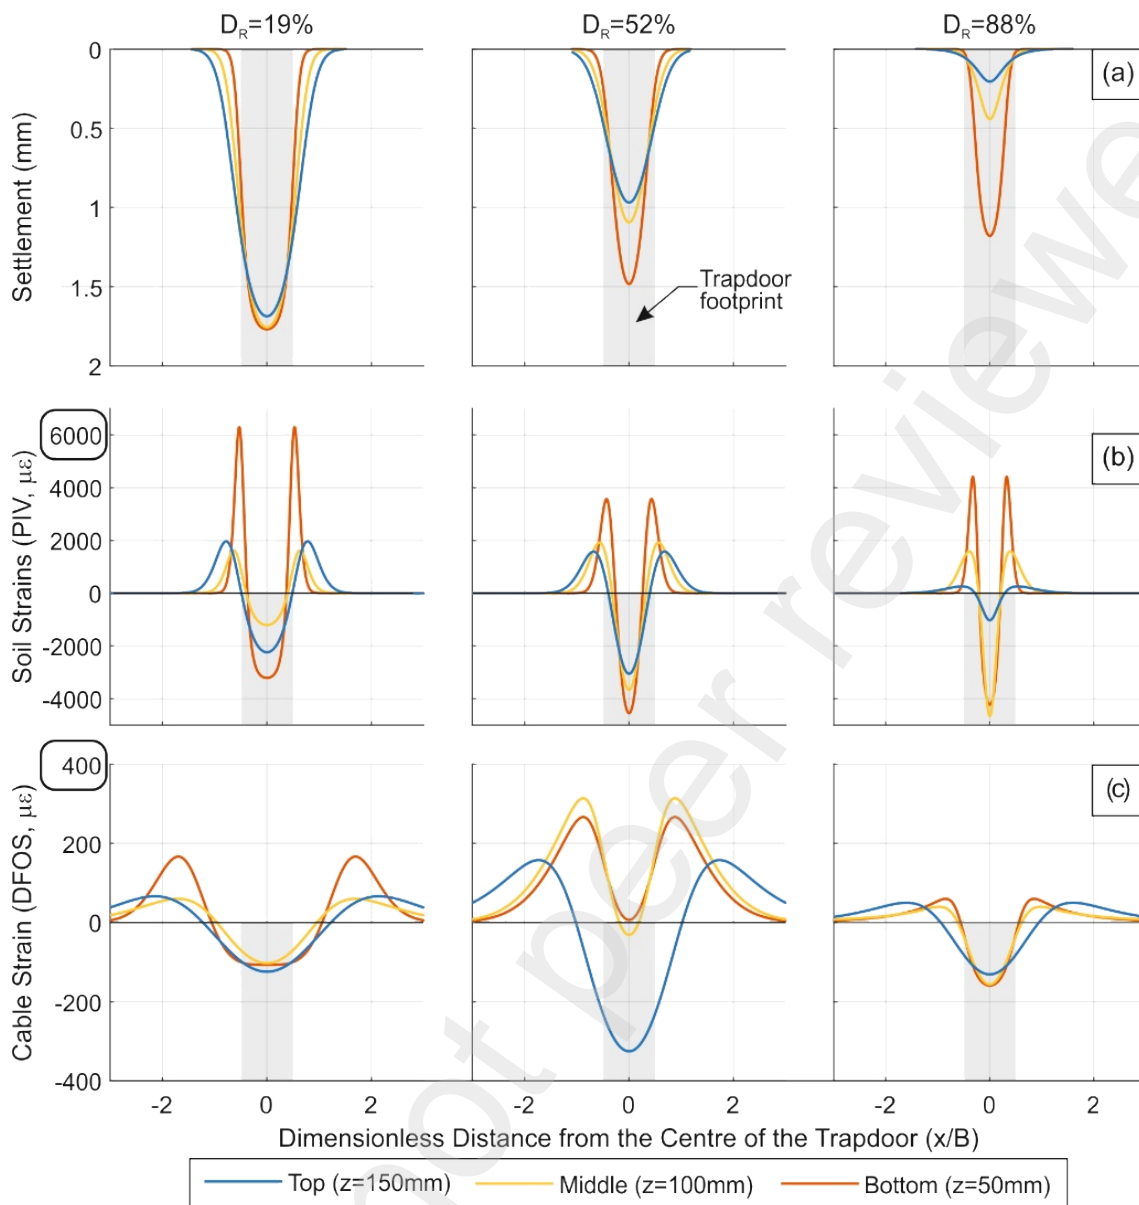 D_R=19%
D_R=52%
D_R=88%
0
0.5
1
1.5
2
Settlement (mm)
Trapdoor
footprint
(a)
6000
4000
2000
0
-2000
-4000
Soil Strains (PIV, µε)
(b)
400
200
0
-200
-400
Cable Strain (DFOS, µε)
(c)
-2 0 2
-2 0 2
-2 0 2
Dimensionless Distance from the Centre of the Trapdoor (x/B)
Top (z=150mm) Middle (z=100mm) Bottom (z=50mm)
not peer reviewe